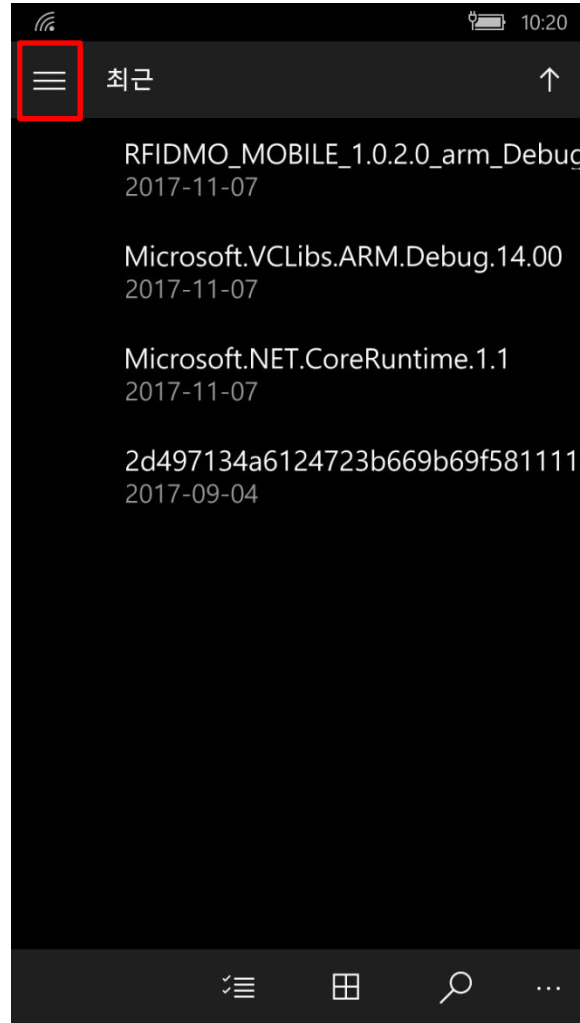 10:20
최근
RFIDMO_MOBILE_1.0.2.0_arm_Debug
2017-11-07
Microsoft.VCLibs.ARM.Debug.14.00
2017-11-07
Microsoft.NET.CoreRuntime.1.1
2017-11-07
2d497134a6124723b669b69f581111
2017-09-04